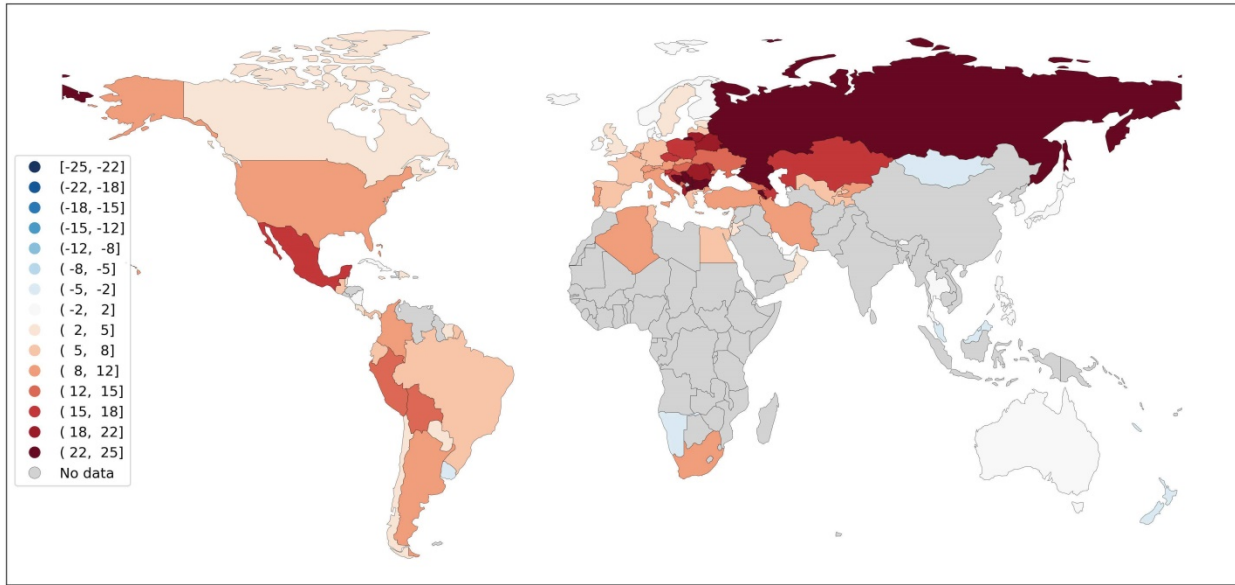 [-25, -22]
(-22, -18]
(-18, -15]
(-15, -12]
(-12, -8]
( -8, -5]
( -5, -2]
( -2, 2]
( 2, 5]
( 5, 8]
( 8, 12]
( 12, 15]
( 15, 18]
( 18, 22]
( 22, 25]
No data